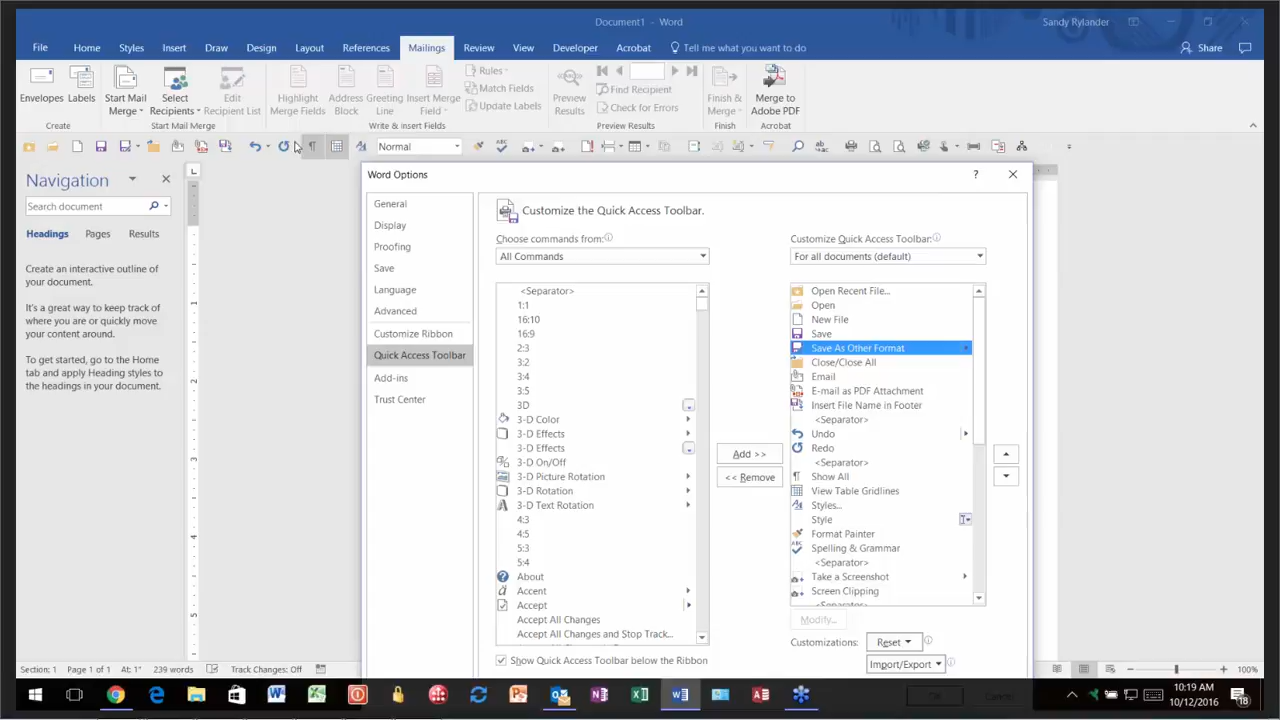 Document1 - Word
Sandy Rylander
File Home Styles Insert Draw Design Layout References Mailings Review View Developer Acrobat Tell me what you want to do Share
Envelopes Labels
Create
Start Mail Merge
Select Recipients
Edit Recipient List
Start Mail Merge
Highlight Merge Fields
Address Block
Greeting Line
Insert Merge Field
Rules
Match Fields
Update Labels
Write & Insert Fields
Preview Results
Find Recipient
Check for Errors
Preview Results
Finish & Merge
Finish
Merge to Adobe PDF
Acrobat
Normal
Navigation
Search document
Headings Pages Results
Create an interactive outline of
your document.
It's a great way to keep track of
where you are or quickly move
your content around.
To get started, go to the Home
tab and apply Heading styles to
the headings in your document.
1
2
3
4
5
Word Options
General
Display
Proofing
Save
Language
Advanced
Customize Ribbon
Quick Access Toolbar
Add-ins
Trust Center
Customize the Quick Access Toolbar.
Choose commands from:
All Commands
<Separator>
1:1
16:10
16:9
2:3
3:2
3:4
3:5
3D
3-D Color
3-D Effects
3-D Effects
3-D On/Off
3-D Picture Rotation
3-D Rotation
3-D Text Rotation
4:3
4:5
5:3
5:4
About
Accent
Accept
Accept All Changes
Accept All Changes and Stop Track...
Show Quick Access Toolbar below the Ribbon
Add >>
<< Remove
Customize Quick Access Toolbar:
For all documents (default)
Open Recent File...
Open
New File
Save
Save As Other Format
Close/Close All
Email
E-mail as PDF Attachment
Insert File Name in Footer
<Separator>
Undo
Redo
<Separator>
Show All
View Table Gridlines
Styles...
Style
Format Painter
Spelling & Grammar
<Separator>
Take a Screenshot
Screen Clipping
<Separator>
Modify...
Customizations: Reset
Import/Export
OK Cancel
Section: 1 Page 1 of 1 At: 1" 239 words Track Changes: Off
100%
10:19 AM
10/12/2016
18